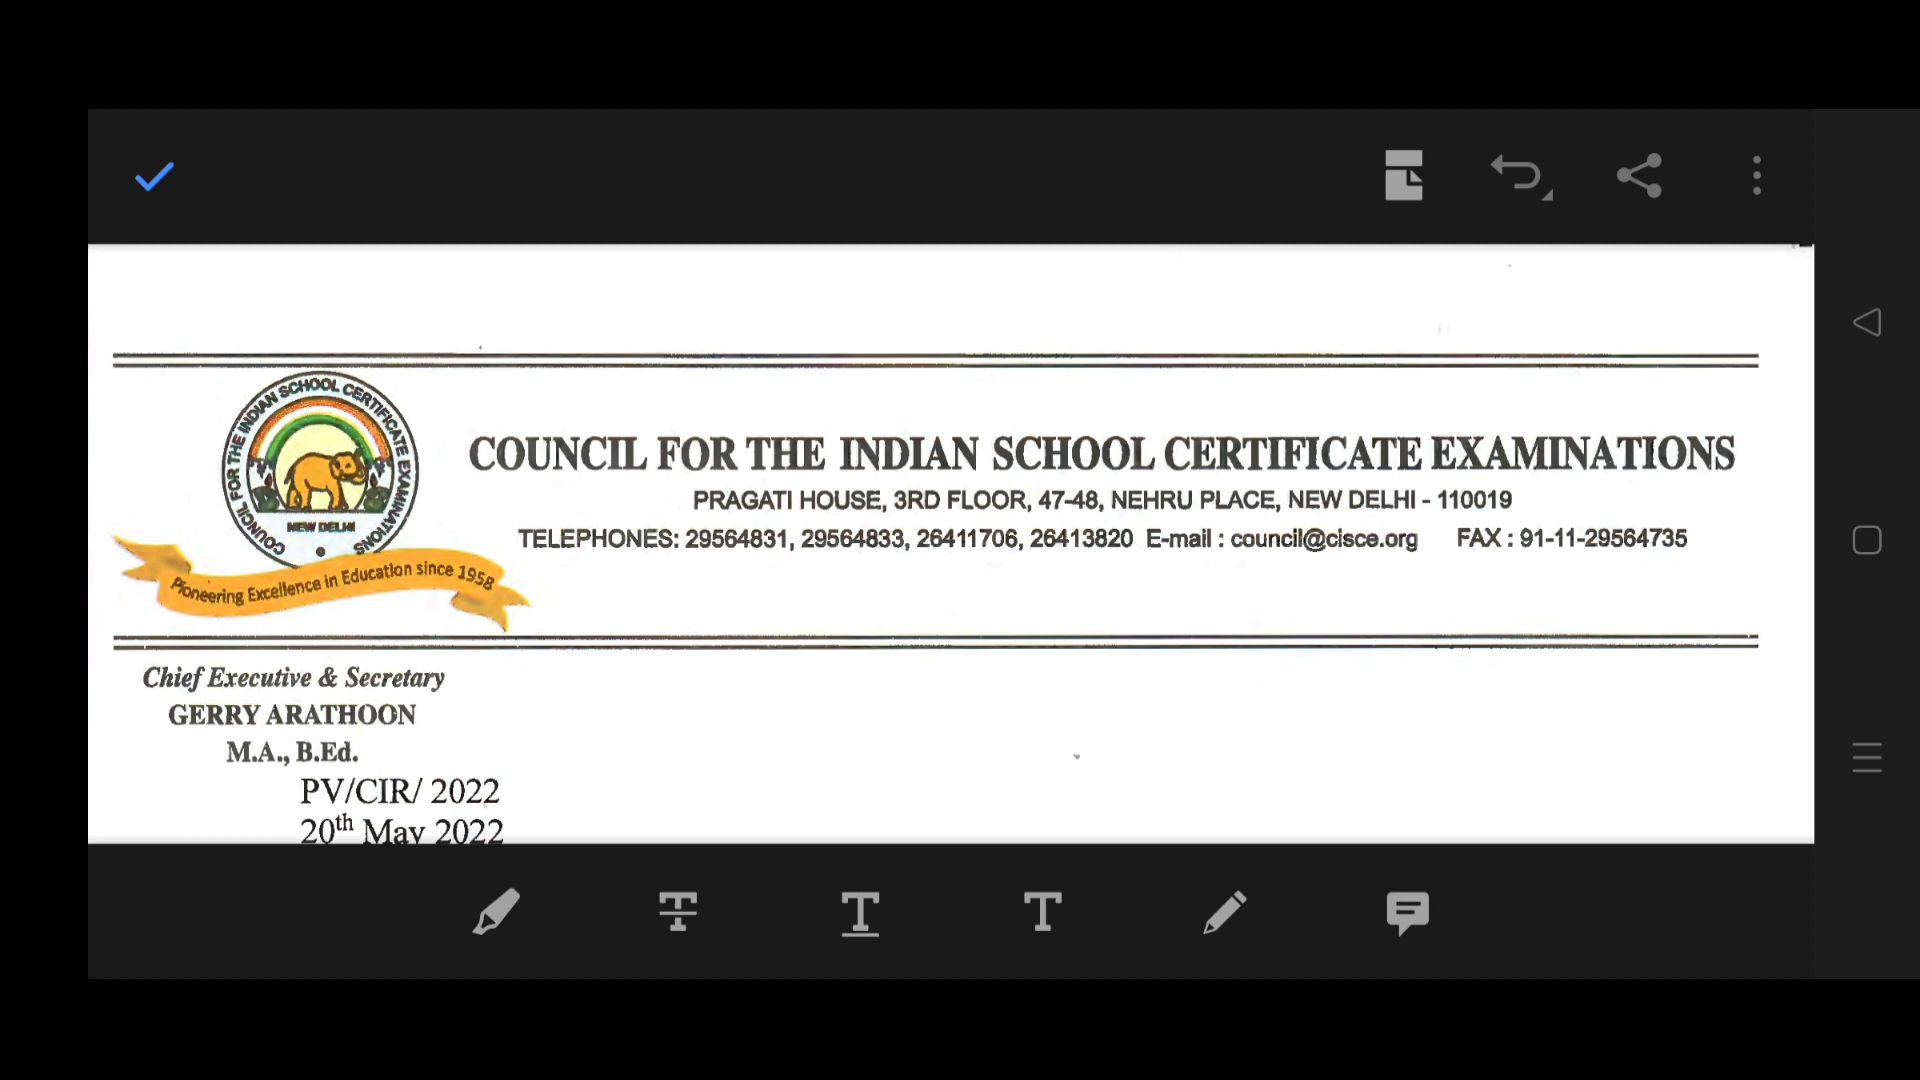 COUNCIL FOR THE INDIAN SCHOOL CERTIFICATE EXAMINATIONS
NEW DELHI
Pioneering Excellence in Education since 1958
COUNCIL FOR THE INDIAN SCHOOL CERTIFICATE EXAMINATIONS
PRAGATI HOUSE, 3RD FLOOR, 47-48, NEHRU PLACE, NEW DELHI - 110019
TELEPHONES: 29564831, 29564833, 26411706, 26413820 E-mail : council@cisce.org FAX : 91-11-29564735
Chief Executive & Secretary
GERRY ARATHOON
M.A., B.Ed.
PV/CIR/ 2022
20th May 2022